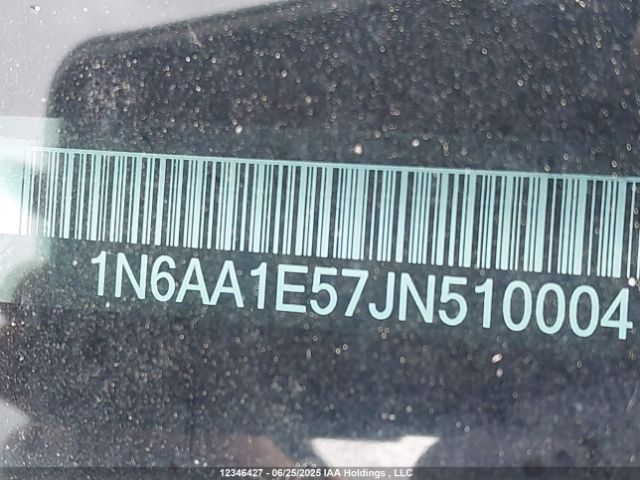 1N6AA1E57JN510004
12346427 - 06/25/2025 IAA Holdings , LLC